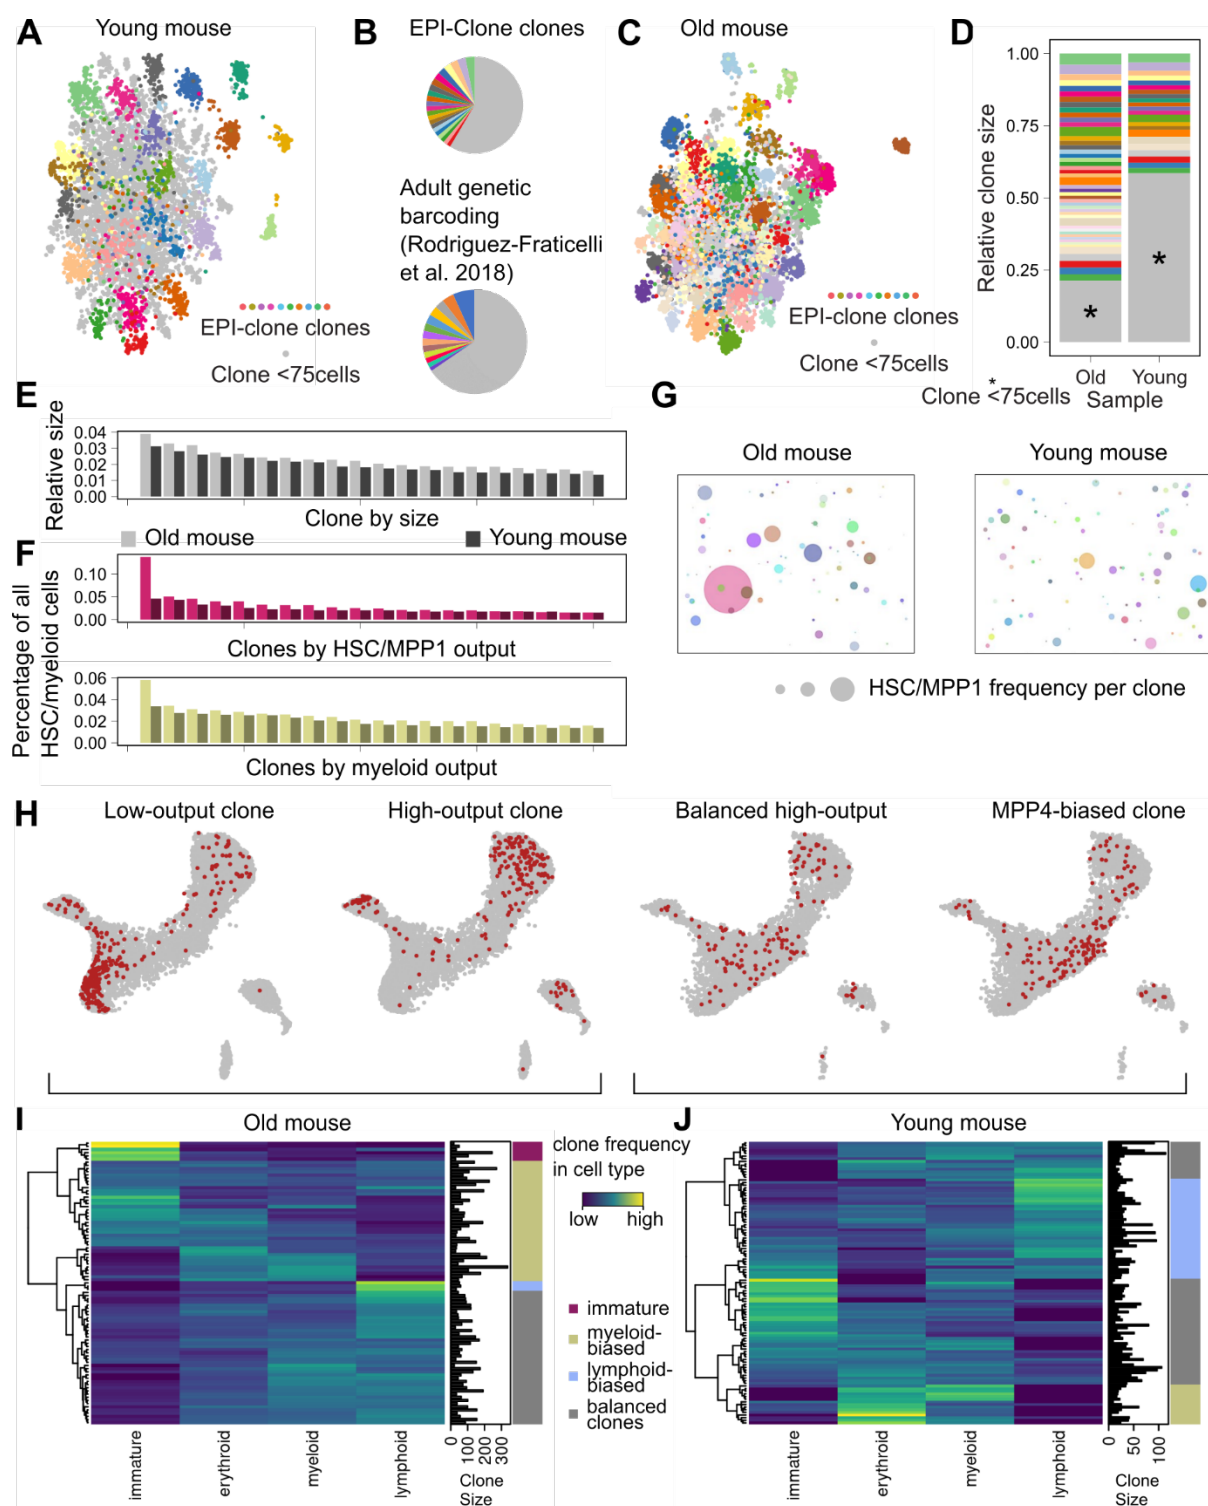 A
Young mouse
EPI-clone clones
Clone <75cells
B
EPI-Clone clones
Adult genetic
barcoding
(Rodriguez-Fraticelli
et al. 2018)
C
Old mouse
EPI-clone clones
Clone <75cells
D
Relative clone size
1.00
0.75
0.50
0.25
0.00
*
*
Old
Young
Sample
*
Clone <75cells
E
Relative size
0.04
0.03
0.02
0.01
0.00
Clone by size
Old mouse
Young mouse
F
Percentage of all
HSC/myeloid cells
0.10
0.05
0.00
Clones by HSC/MPP1 output
0.06
0.04
0.02
0.00
Clones by myeloid output
G
Old mouse
Young mouse
HSC/MPP1 frequency per clone
H
Low-output clone
High-output clone
Balanced high-output
MPP4-biased clone
I
Old mouse
immature
erythroid
myeloid
lymphoid
0
100
200
300
Clone
Size
clone frequency
in cell type
low
high
immature
myeloid-
biased
lymphoid-
biased
balanced
clones
J
Young mouse
immature
erythroid
myeloid
lymphoid
0
50
100
Clone
Size